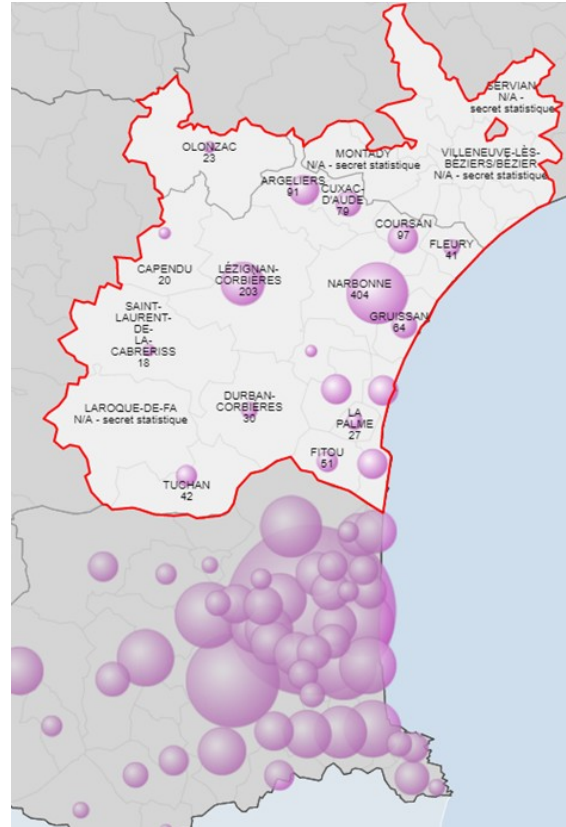 SERVIAN
N/A -
secret statistique
OLONZAC
23
MONTADY
N/A - secret statistique
VILLENEUVE-LÈS-
BÉZIERS/BÉZIER
N/A - secret statistique
ARGELIERS
91
CUXAC-
D'AUDE
79
COURSAN
97
FLEURY
41
CAPENDU
20
LÉZIGNAN-
CORBIÈRES
203
NARBONNE
404
GRUISSAN
64
SAINT-
LAURENT-
DE-
LA-
CABRERISS
18
LAROQUE-DE-FA
N/A - secret statistique
DURBAN-
CORBIÈRES
30
LA
PALME
27
FITOU
51
TUCHAN
42